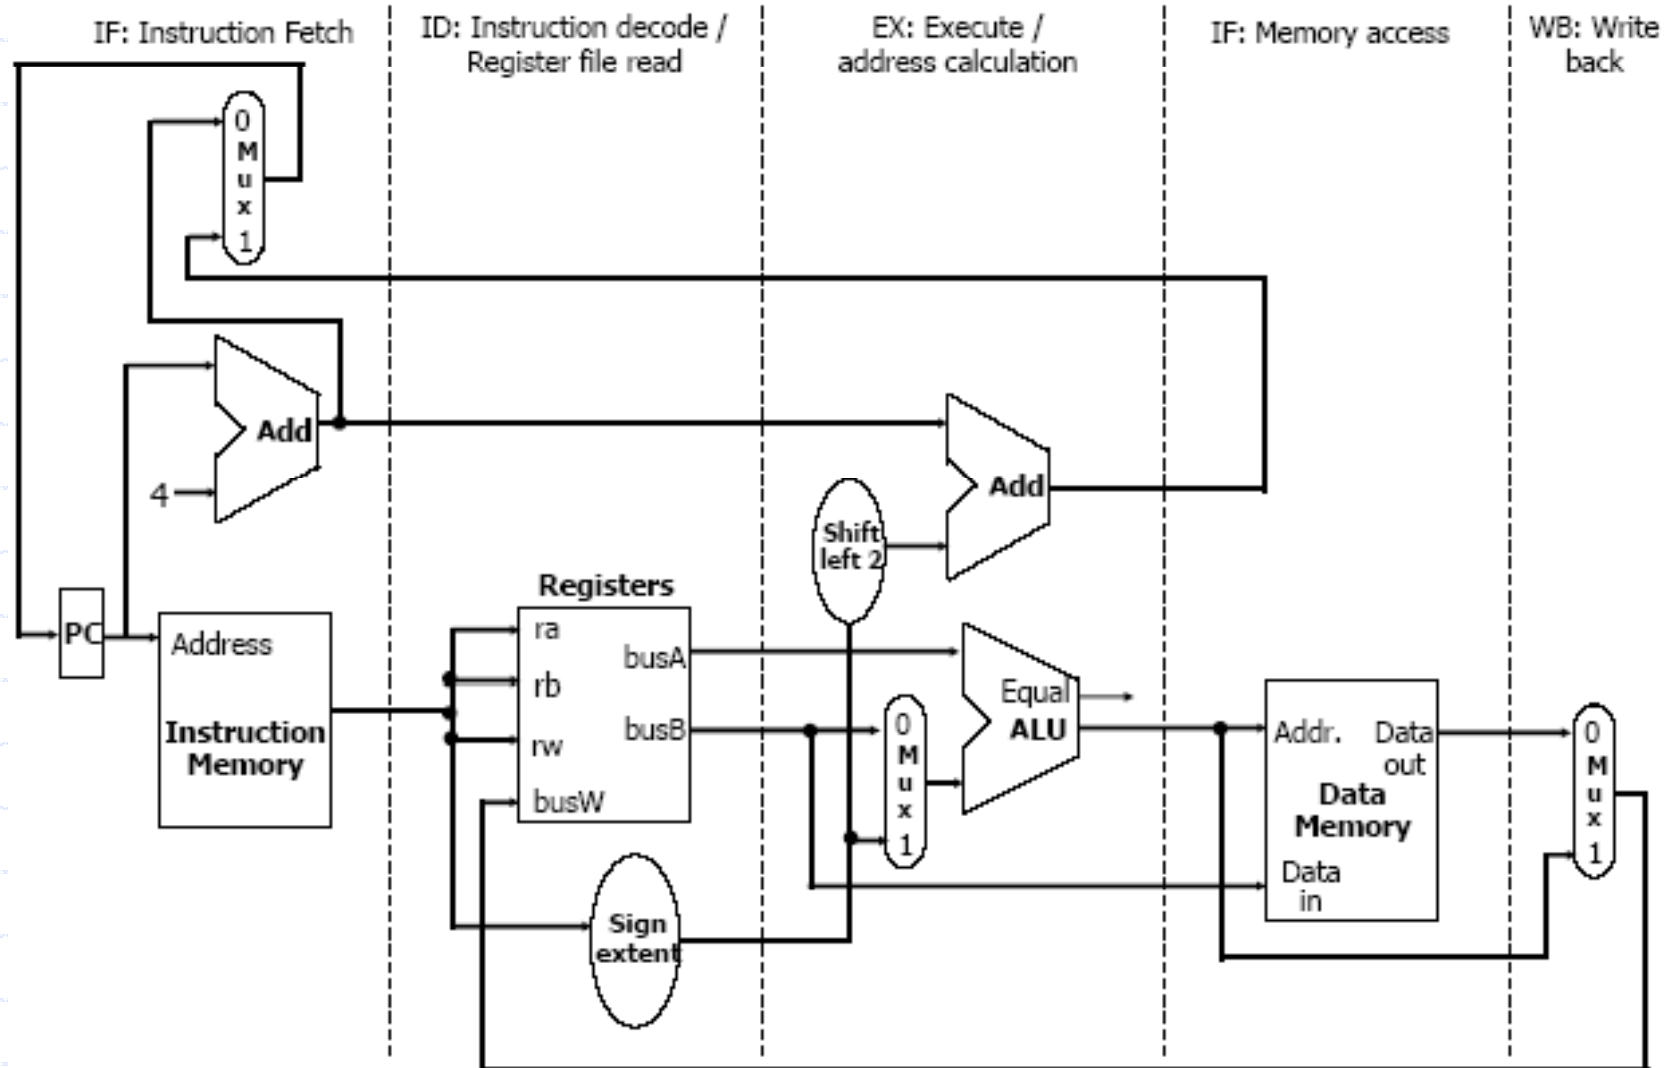 IF: Instruction Fetch
ID: Instruction decode /
Register file read
EX: Execute /
address calculation
IF: Memory access
WB: Write
back
0
M
u
x
1
Add
4
Add
Shift
left 2
PC
Address
Instruction
Memory
Registers
ra
rb
rw
busW
busA
busB
Sign
extent
0
M
u
x
1
Equal
ALU
Addr.
Data
out
Data
Memory
Data
in
0
M
u
x
1